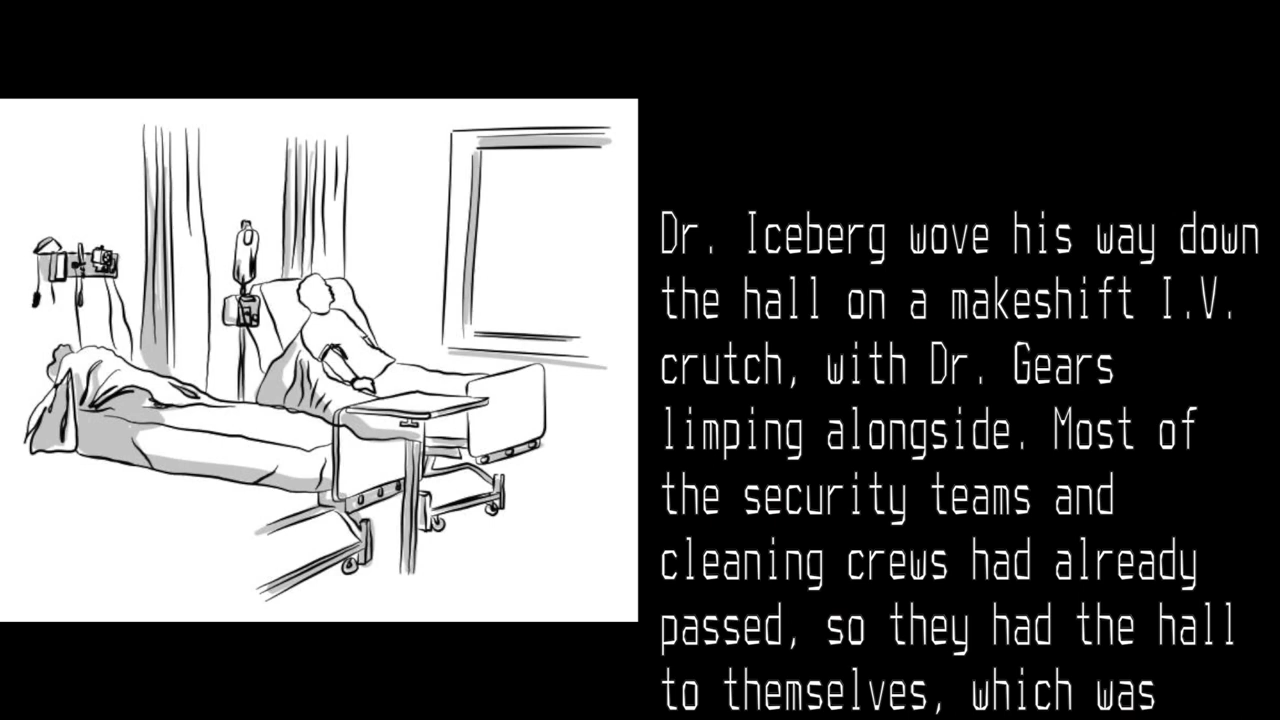 Dr. Iceberg wove his way down
the hall on a makeshift I.V.
crutch, with Dr. Gears
limping alongside. Most of
the security teams and
cleaning crews had already
passed, so they had the hall
to themselves, which was